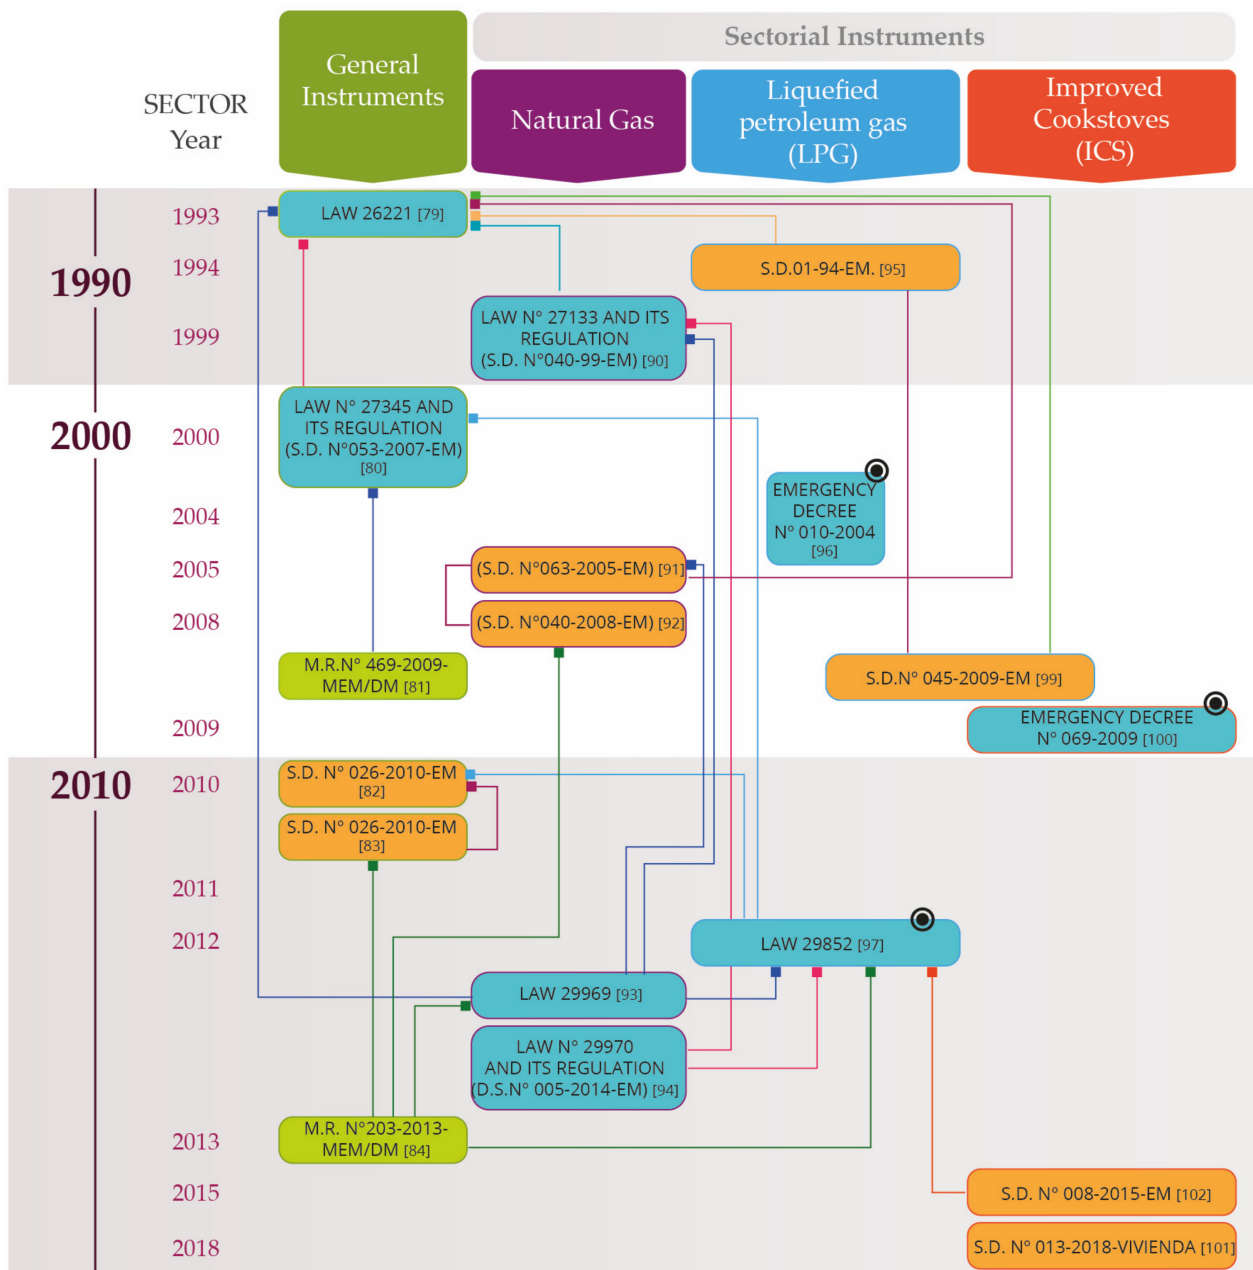 Sectorial Instruments
General
Instruments
Natural Gas
Liquefied
petroleum gas
(LPG)
Improved
Cookstoves
(ICS)
SECTOR
Year
1990
1993
LAW 26221 [79]
1994
S.D.01-94-EM. [95]
1999
LAW N° 27133 AND ITS
REGULATION
(S.D. N°040-99-EM) [90]
2000
2000
LAW N° 27345 AND
ITS REGULATION
(S.D. N°053-2007-EM)
[80]
2004
EMERGENCY
DECREE
N° 010-2004
[96]
2005
(S.D. N°063-2005-EM) [91]
2008
(S.D. N°040-2008-EM) [92]
M.R.N° 469-2009-
MEM/DM [81]
S.D.N° 045-2009-EM [99]
2009
EMERGENCY DECREE
N° 069-2009 [100]
2010
2010
S.D. N° 026-2010-EM
[82]
S.D. N° 026-2010-EM
[83]
2011
2012
LAW 29852 [97]
LAW 29969 [93]
LAW N° 29970
AND ITS REGULATION
(D.S.N° 005-2014-EM) [94]
2013
M.R. N°203-2013-
MEM/DM [84]
2015
S.D. N° 008-2015-EM [102]
2018
S.D. N° 013-2018-VIVIENDA [101]